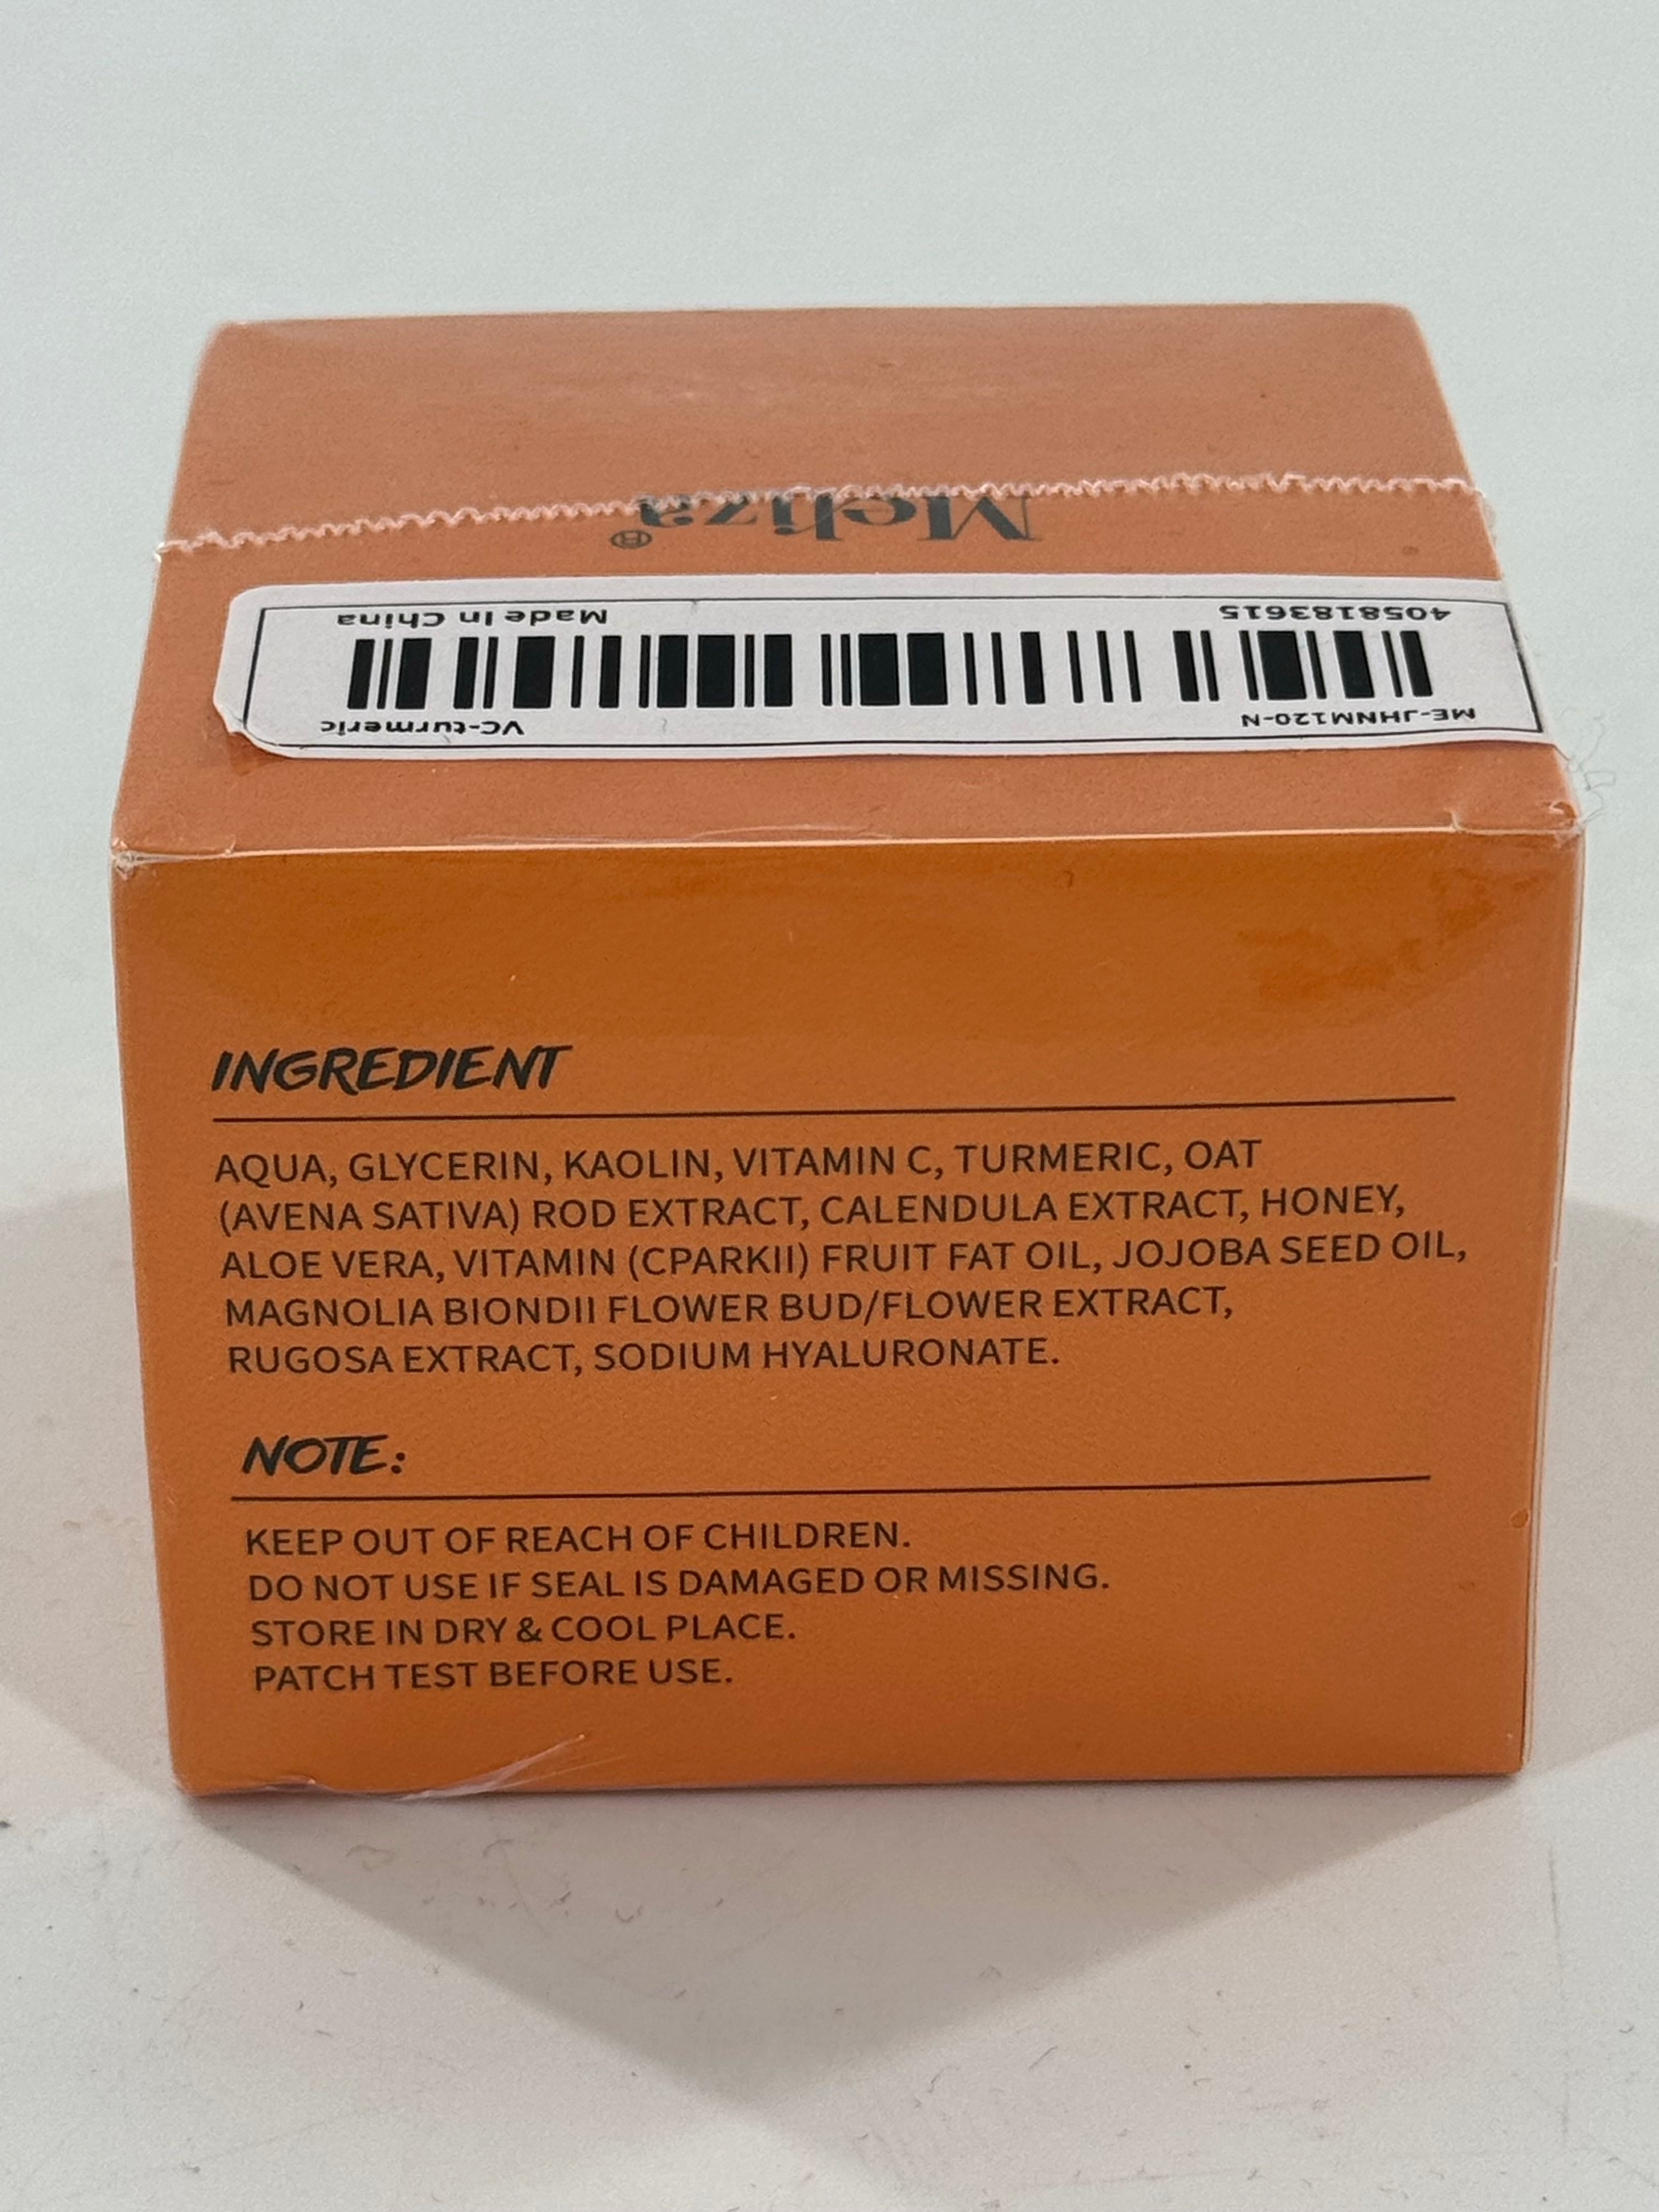 Meliza®
ME-JHNM120-N VC-turmeric
4058183615 Made In China
INGREDIENT
AQUA, GLYCERIN, KAOLIN, VITAMIN C, TURMERIC, OAT
(AVENA SATIVA) ROD EXTRACT, CALENDULA EXTRACT, HONEY,
ALOE VERA, VITAMIN (CPARKII) FRUIT FAT OIL, JOJOBA SEED OIL,
MAGNOLIA BIONDII FLOWER BUD/FLOWER EXTRACT,
RUGOSA EXTRACT, SODIUM HYALURONATE.
NOTE:
KEEP OUT OF REACH OF CHILDREN.
DO NOT USE IF SEAL IS DAMAGED OR MISSING.
STORE IN DRY & COOL PLACE.
PATCH TEST BEFORE USE.